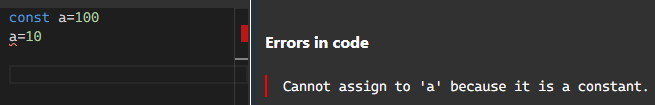 const a=100
a=10
Errors in code
Cannot assign to 'a' because it is a constant.